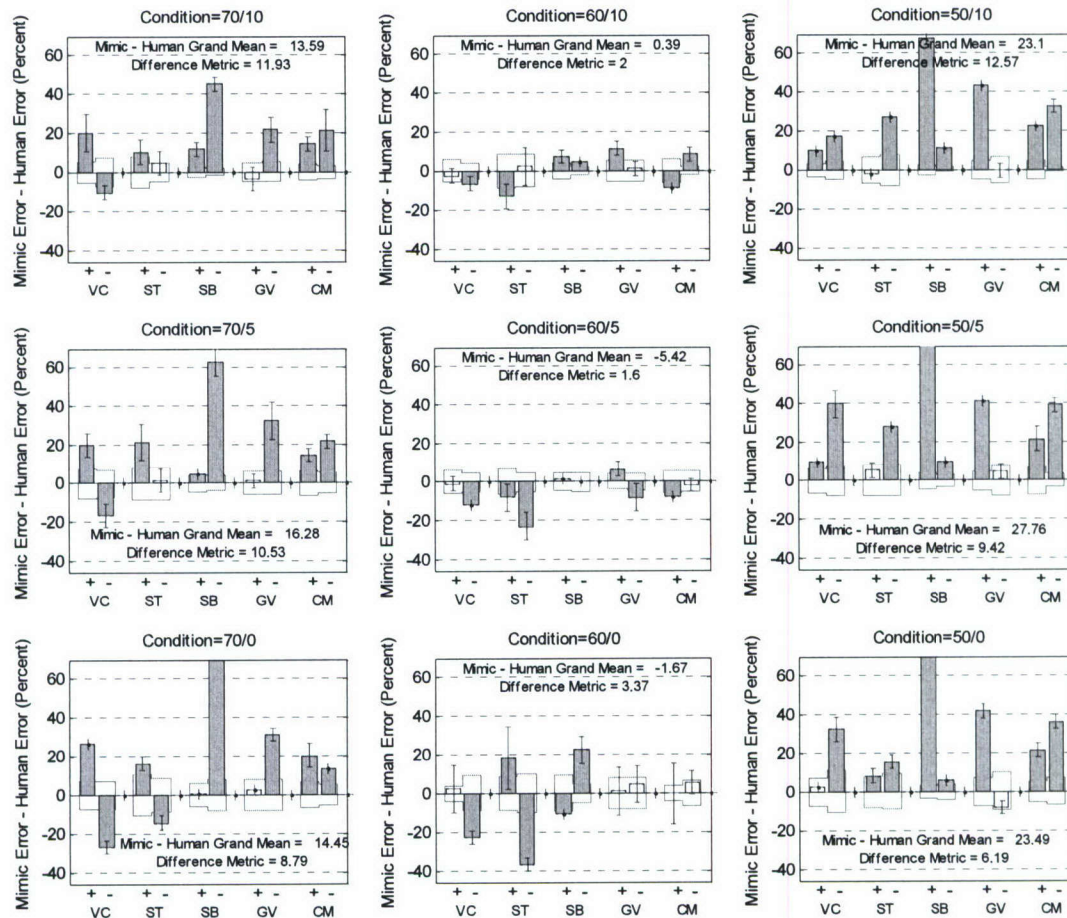 Condition=70/10
Mimic Error - Human Error (Percent)
Mimic - Human Grand Mean = 13.59
Difference Metric = 11.93
60
40
20
0
-20
-40
+ - + - + - + - + -
VC ST SB GV CM
Condition=60/10
Mimic Error - Human Error (Percent)
Mimic - Human Grand Mean = 0.39
Difference Metric = 2
60
40
20
0
-20
-40
+ - + - + - + - + -
VC ST SB GV CM
Condition=50/10
Mimic Error - Human Error (Percent)
Mimic - Human Grand Mean = 23.1
Difference Metric = 12.57
60
40
20
0
-20
-40
+ - + - + - + - + -
VC ST SB GV CM
Condition=70/5
Mimic Error - Human Error (Percent)
60
40
20
0
-20
-40
Mimic - Human Grand Mean = 16.28
Difference Metric = 10.53
+ - + - + - + - + -
VC ST SB GV CM
Condition=60/5
Mimic Error - Human Error (Percent)
Mimic - Human Grand Mean = -5.42
Difference Metric = 1.6
60
40
20
0
-20
-40
+ - + - + - + - + -
VC ST SB GV CM
Condition=50/5
Mimic Error - Human Error (Percent)
60
40
20
0
-20
-40
Mimic - Human Grand Mean = 27.76
Difference Metric = 9.42
+ - + - + - + - + -
VC ST SB GV CM
Condition=70/0
Mimic Error - Human Error (Percent)
60
40
20
0
-20
-40
Mimic - Human Grand Mean = 14.45
Difference Metric = 8.79
+ - + - + - + - + -
VC ST SB GV CM
Condition=60/0
Mimic Error - Human Error (Percent)
Mimic - Human Grand Mean = -1.67
Difference Metric = 3.37
60
40
20
0
-20
-40
+ - + - + - + - + -
VC ST SB GV CM
Condition=50/0
Mimic Error - Human Error (Percent)
60
40
20
0
-20
-40
Mimic - Human Grand Mean = 23.49
Difference Metric = 6.19
+ - + - + - + - + -
VC ST SB GV CM